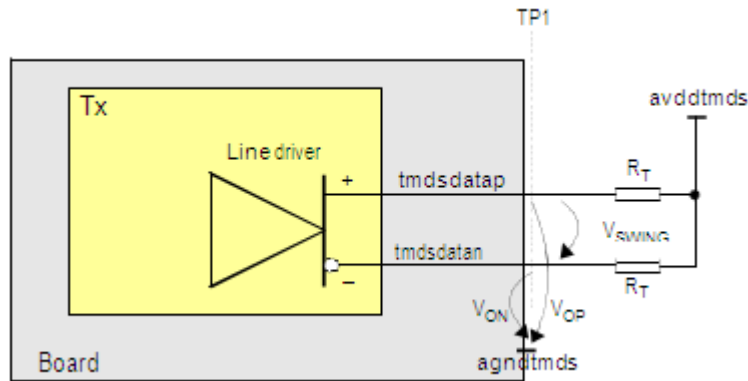 TP1
avddtmds
Tx
Line driver
+
tmdsdatap
RT
VSWING
tmdsdatan
−
RT
VON
VOP
Board
agndtmds